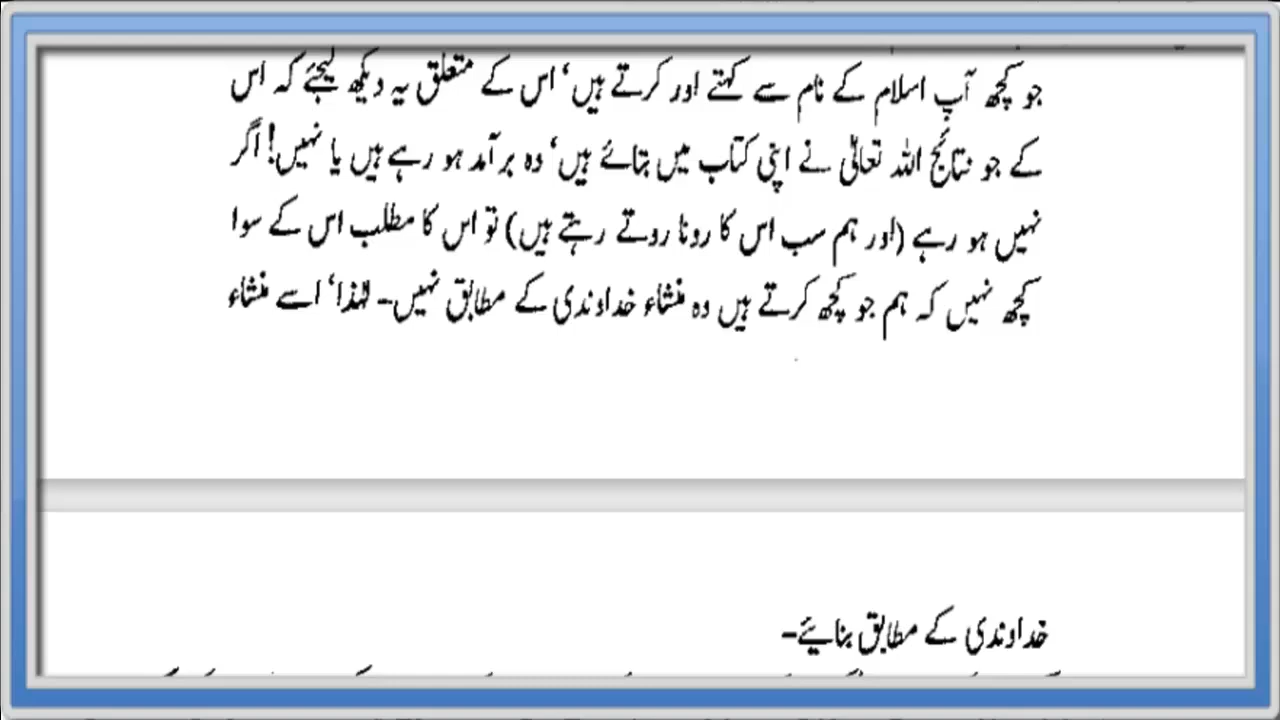 جو کچھ آپ اسلام کے نام سے کہتے اور کرتے ہیں‘ اس کے متعلق یہ دیکھ لیجئے کہ اس
کے جو نتائج اللہ تعالیٰ نے اپنی کتاب میں بتائے ہیں‘ وہ برآمد ہو رہے ہیں یا نہیں! اگر
نہیں ہو رہے (اور ہم سب اس کا رونا روتے رہتے ہیں) تو اس کا مطلب اس کے سوا
کچھ نہیں کہ ہم جو کچھ کرتے ہیں وہ منشاء خداوندی کے مطابق نہیں- لہٰذا‘ اسے منشاء
خداوندی کے مطابق بنائیے-